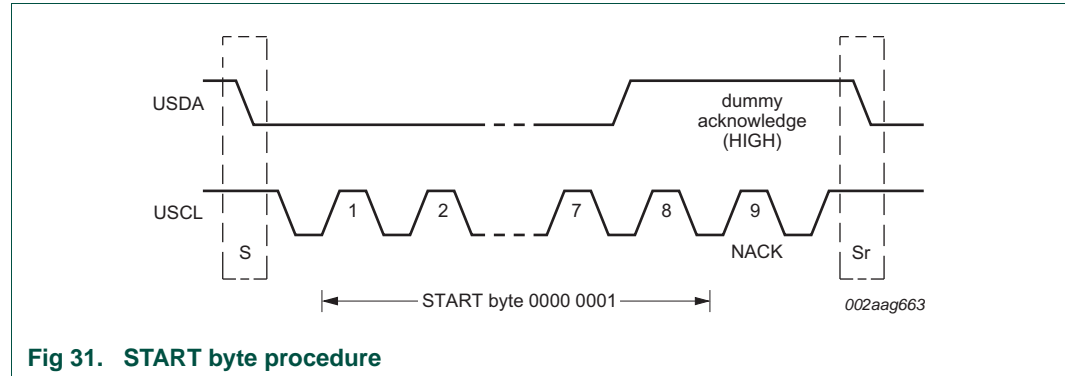 USDA
dummy
acknowledge
(HIGH)
USCL
1 2 7 8 9
S NACK Sr
START byte 0000 0001
002aag663
Fig 31. START byte procedure